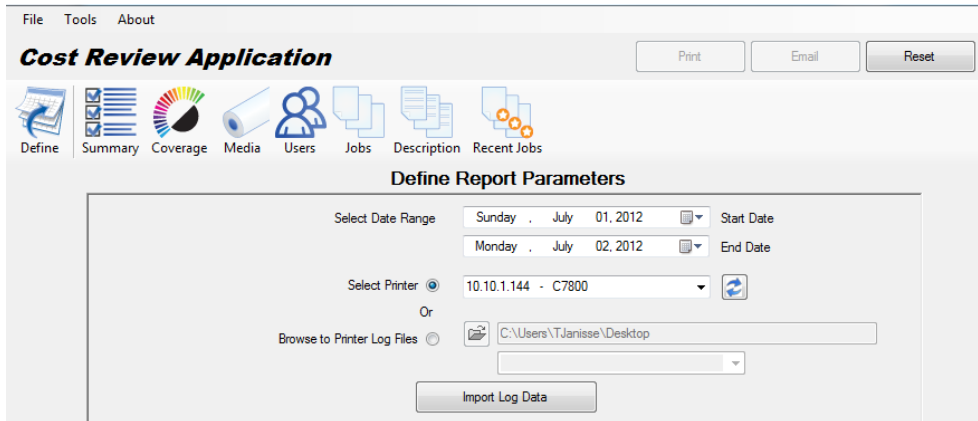 File Tools About
Cost Review Application
Print Email Reset
Define Summary Coverage Media Users Jobs Description Recent Jobs
Define Report Parameters
Select Date Range Sunday , July 01, 2012 Start Date
Monday , July 02, 2012 End Date
Select Printer 10.10.1.144 - C7800
Or
Browse to Printer Log Files C:\Users\TJanisse\Desktop
Import Log Data